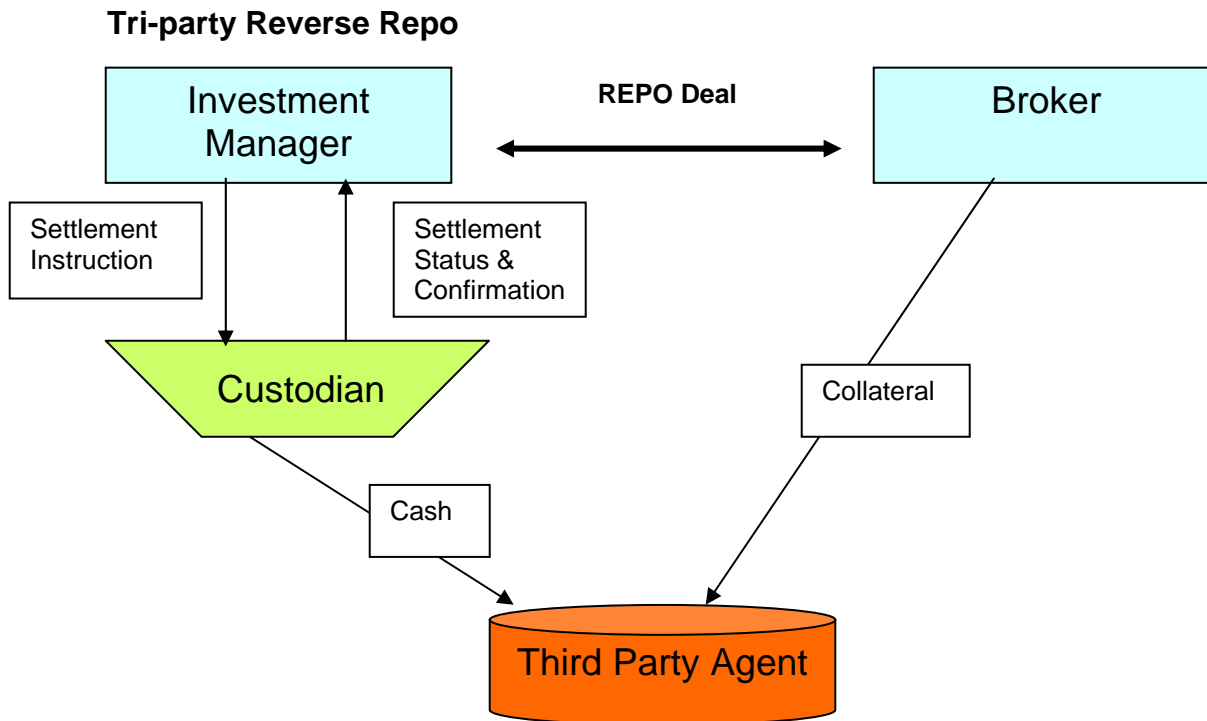 Tri-party Reverse Repo
Investment
Manager
REPO Deal
Broker
Settlement
Instruction
Settlement
Status &
Confirmation
Custodian
Collateral
Cash
Third Party Agent